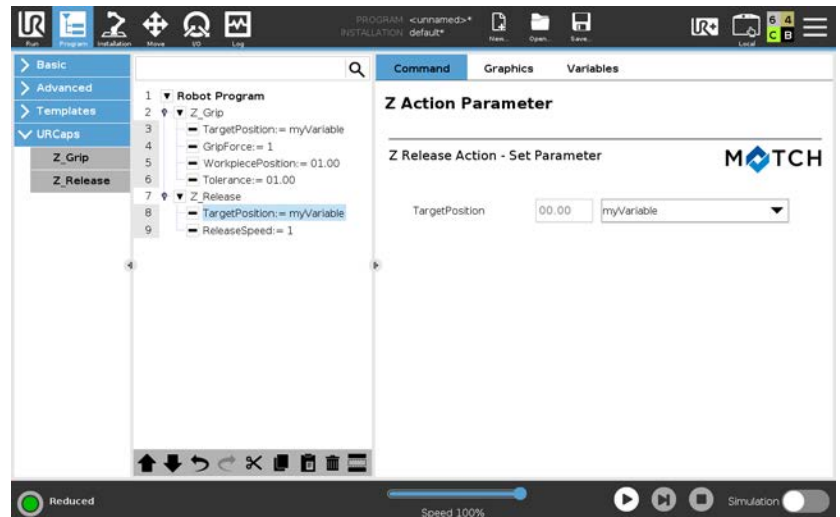 UR
PROGRAM <unnamed>*
INSTALLATION default*
UR+
6 4
C B
Run Program Installation Move I/O Log New... Open... Save... Local
Basic
Advanced
Templates
URCaps
Z_Grip
Z_Release
1 Robot Program
2 Z_Grip
3 TargetPosition:= myVariable
4 GripForce:= 1
5 WorkpiecePosition:= 01.00
6 Tolerance:= 01.00
7 Z_Release
8 TargetPosition:= myVariable
9 ReleaseSpeed:= 1
Command Graphics Variables
Z Action Parameter
Z Release Action - Set Parameter
MATCH
TargetPosition 00.00 myVariable
Reduced
Speed 100%
Simulation